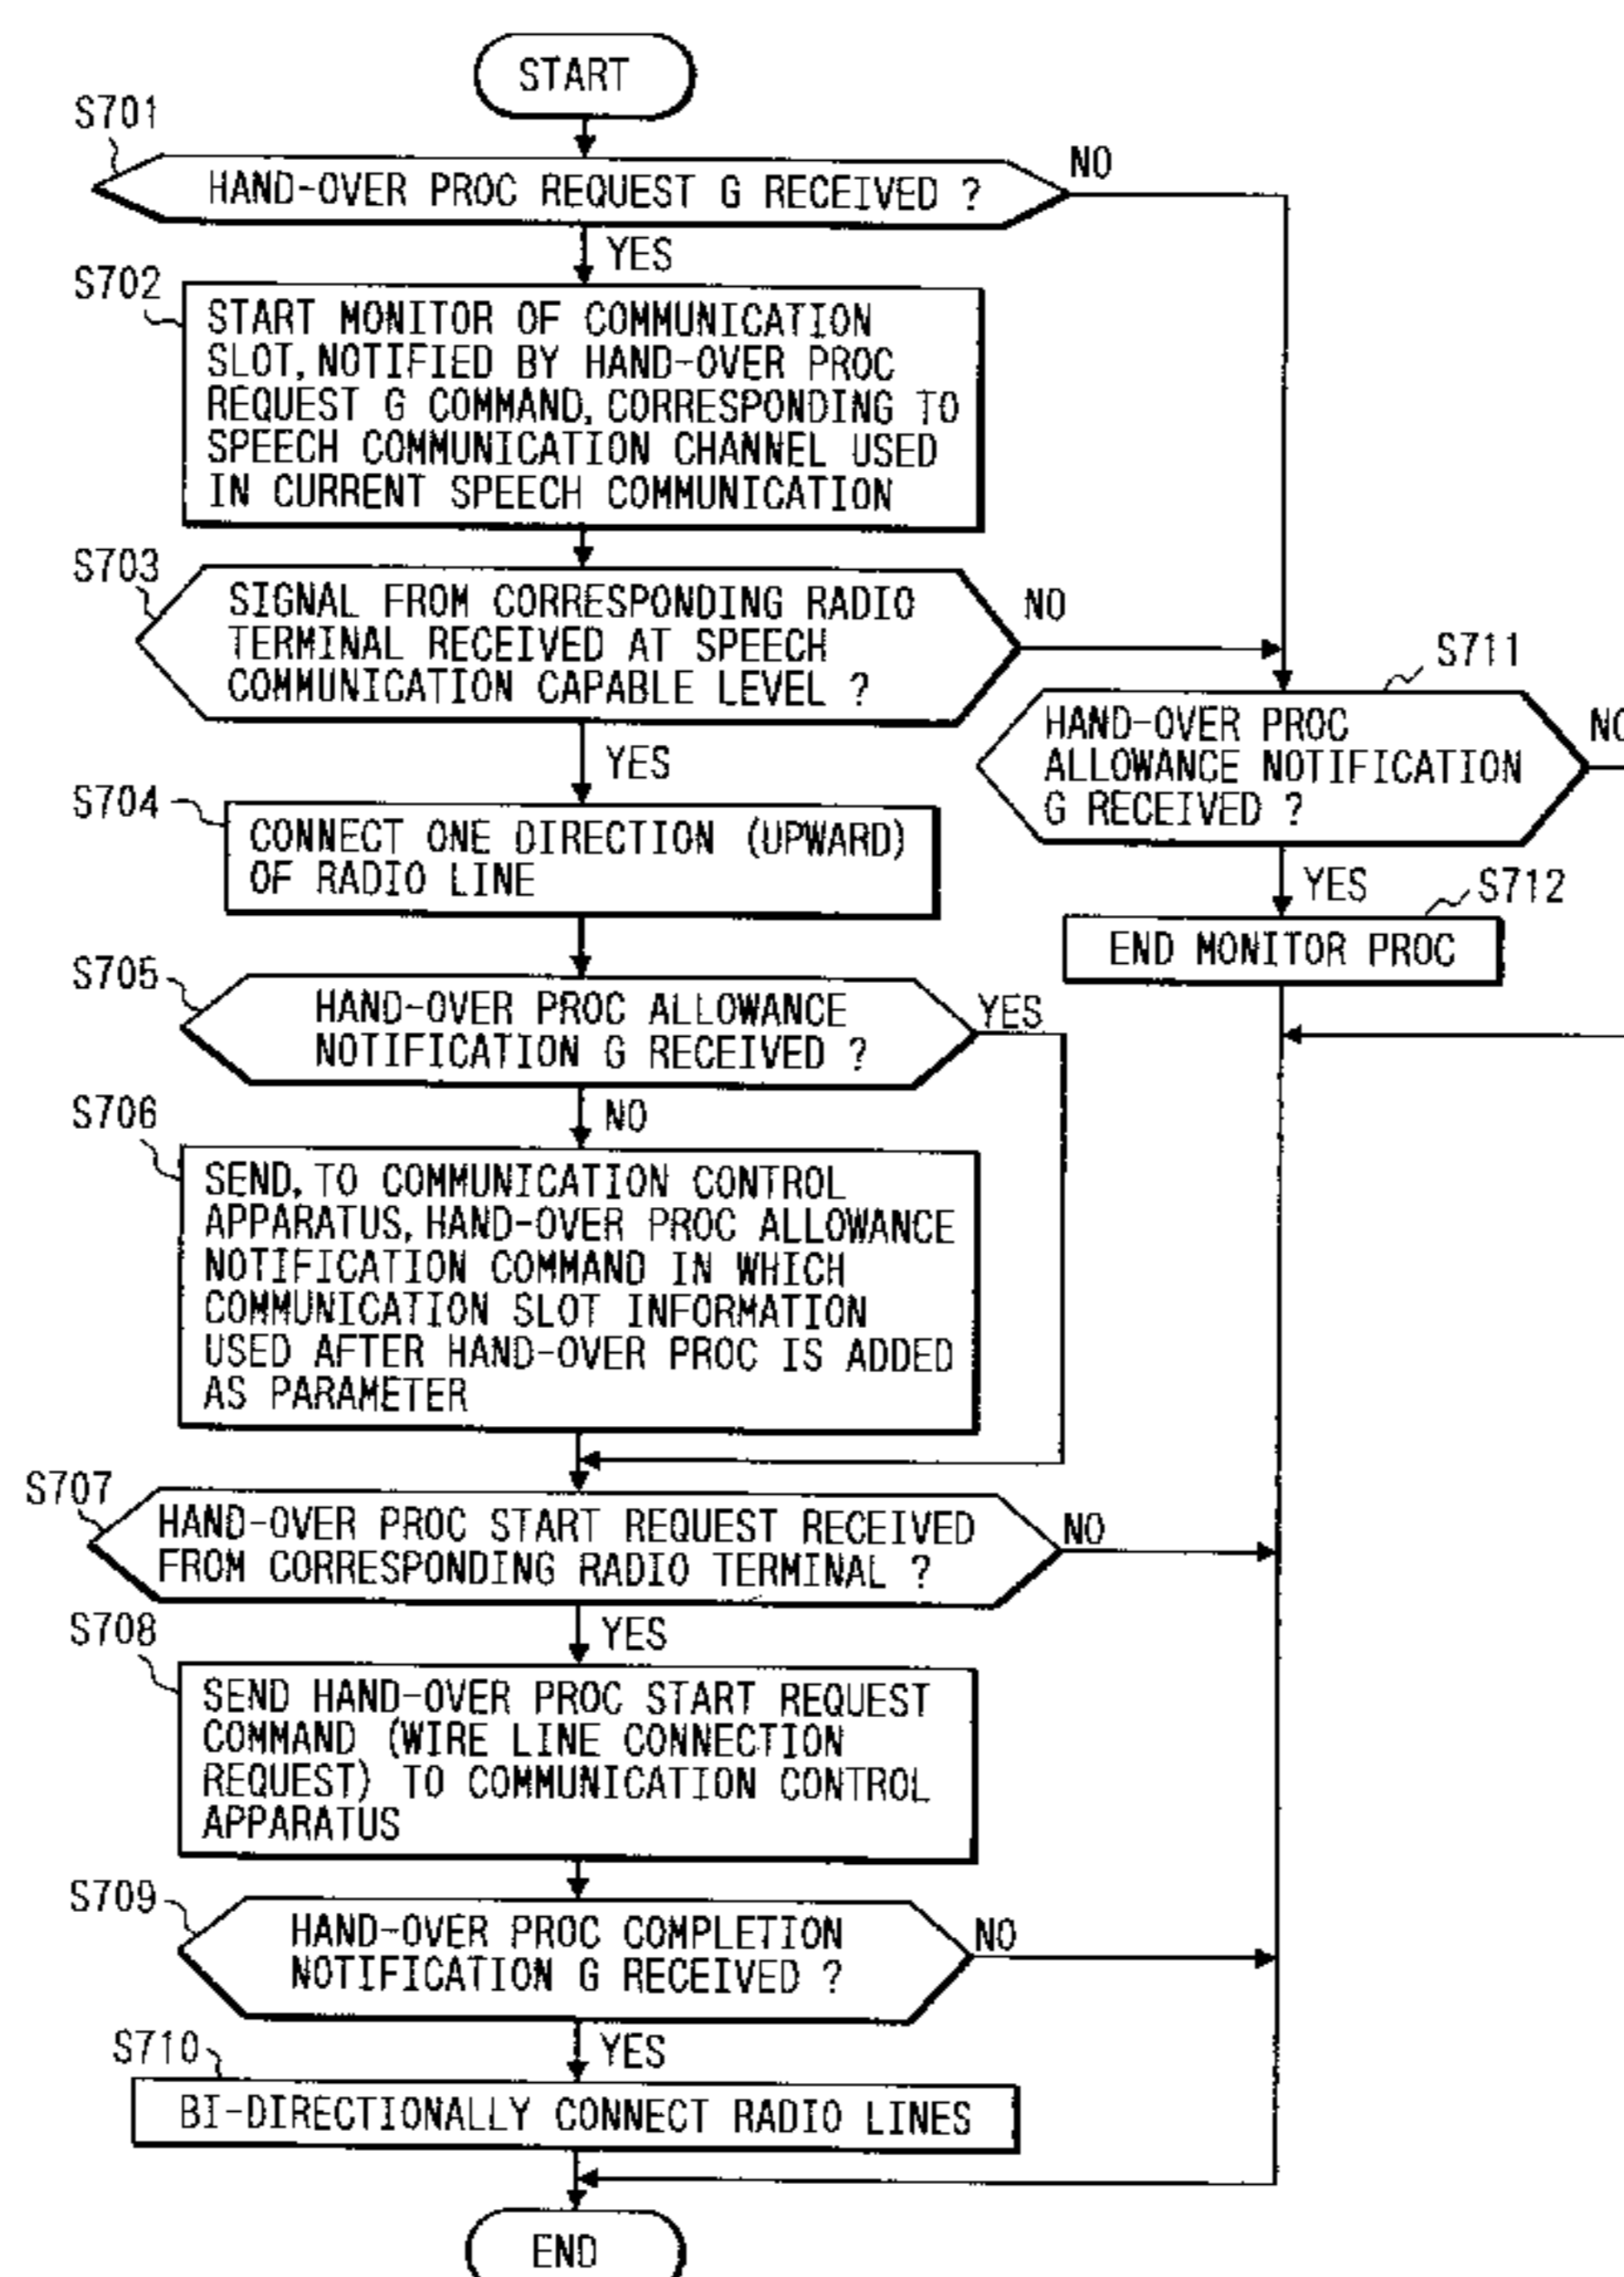 START
S701
HAND-OVER PROC REQUEST G RECEIVED ?
NO
YES
S702
START MONITOR OF COMMUNICATION
SLOT, NOTIFIED BY HAND-OVER PROC
REQUEST G COMMAND, CORRESPONDING TO
SPEECH COMMUNICATION CHANNEL USED
IN CURRENT SPEECH COMMUNICATION
S703
SIGNAL FROM CORRESPONDING RADIO
TERMINAL RECEIVED AT SPEECH
COMMUNICATION CAPABLE LEVEL ?
NO
YES
S711
HAND-OVER PROC
ALLOWANCE NOTIFICATION
G RECEIVED ?
NO
YES
S704
CONNECT ONE DIRECTION (UPWARD)
OF RADIO LINE
S712
END MONITOR PROC
S705
HAND-OVER PROC ALLOWANCE
NOTIFICATION G RECEIVED ?
YES
NO
S706
SEND, TO COMMUNICATION CONTROL
APPARATUS, HAND-OVER PROC ALLOWANCE
NOTIFICATION COMMAND IN WHICH
COMMUNICATION SLOT INFORMATION
USED AFTER HAND-OVER PROC IS ADDED
AS PARAMETER
S707
HAND-OVER PROC START REQUEST RECEIVED
FROM CORRESPONDING RADIO TERMINAL ?
NO
YES
S708
SEND HAND-OVER PROC START REQUEST
COMMAND (WIRE LINE CONNECTION
REQUEST) TO COMMUNICATION CONTROL
APPARATUS
S709
HAND-OVER PROC COMPLETION
NOTIFICATION G RECEIVED ?
NO
YES
S710
BI-DIRECTIONALLY CONNECT RADIO LINES
END